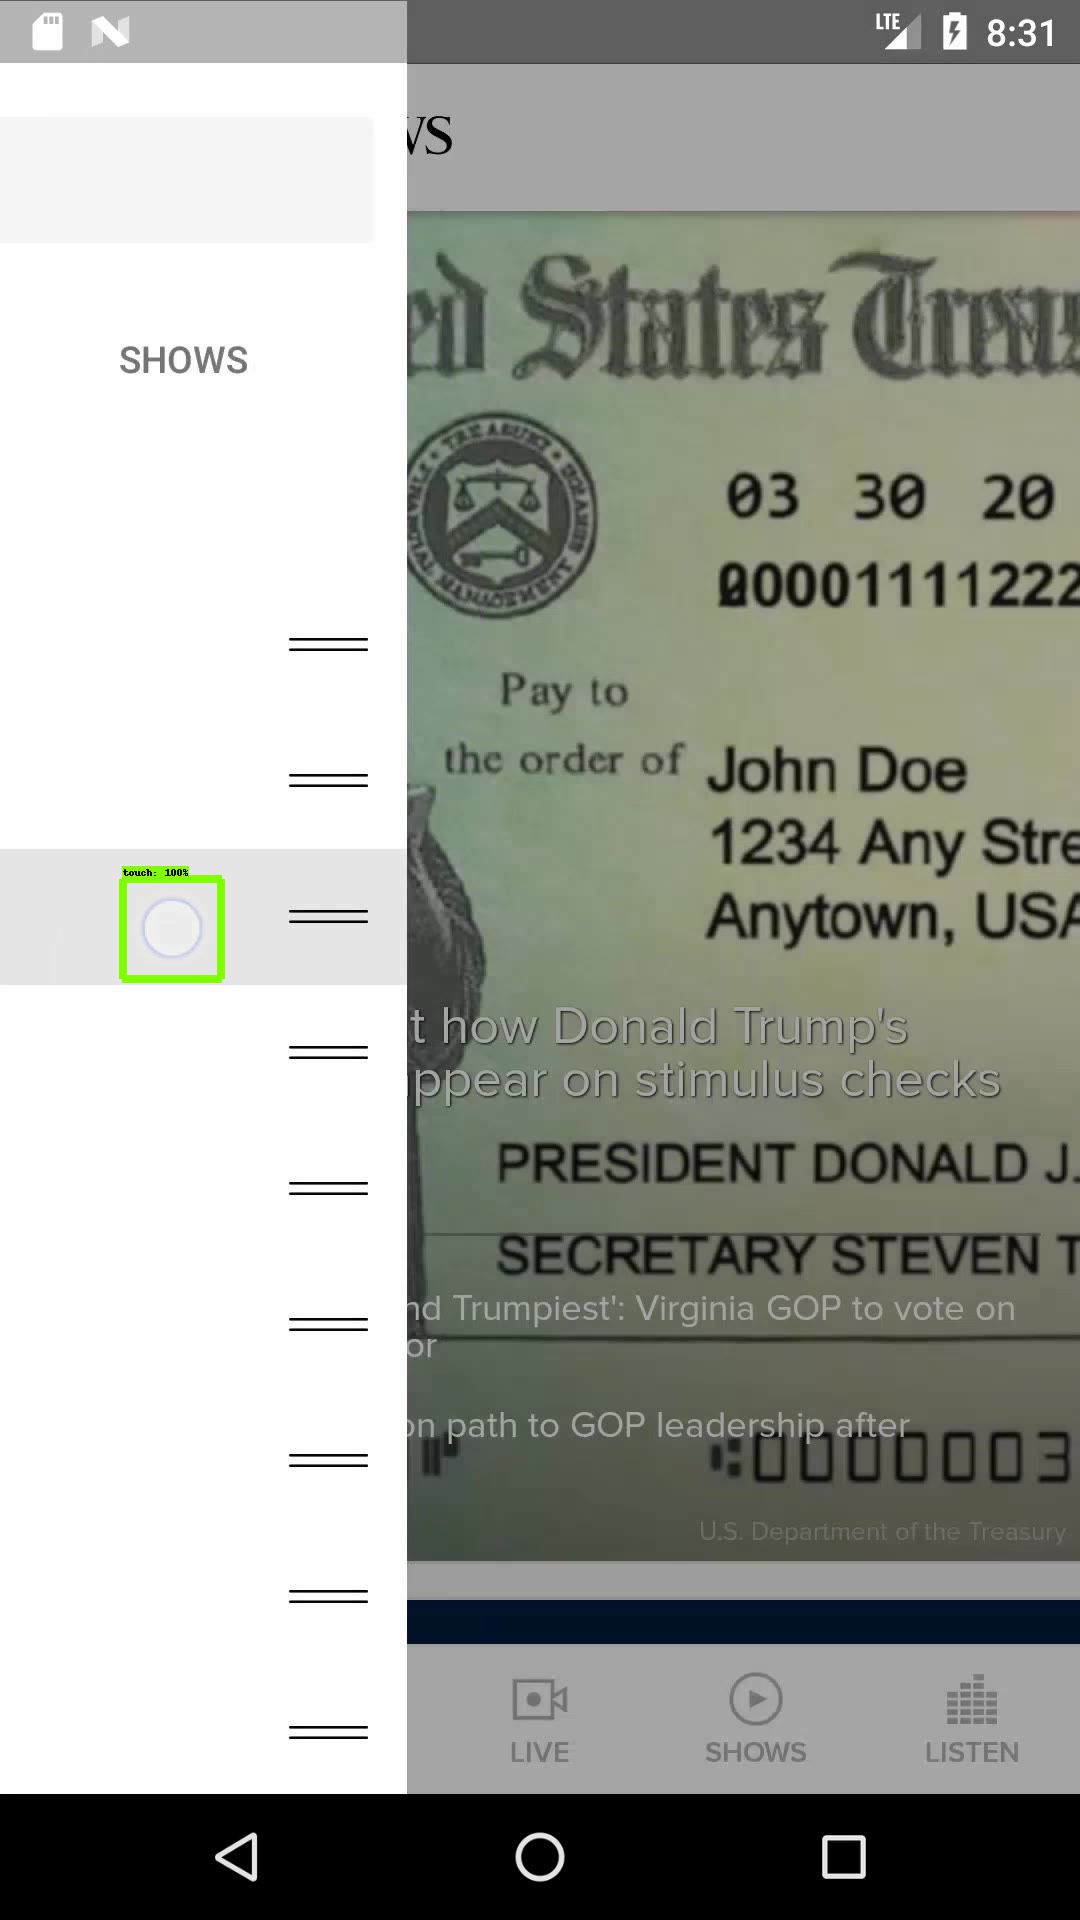 LTE 8:31
WS
SHOWS
touch: 100%
ed States Treas
TREASURY
MANAGEMENT
03 30 20
00001111222
Pay to
the order of
John Doe
1234 Any Stre
Anytown, USA
t how Donald Trump's
ppear on stimulus checks
PRESIDENT DONALD J.
SECRETARY STEVEN T
nd Trumpiest': Virginia GOP to vote on
or
on path to GOP leadership after
0000003
U.S. Department of the Treasury
LIVE
SHOWS
LISTEN